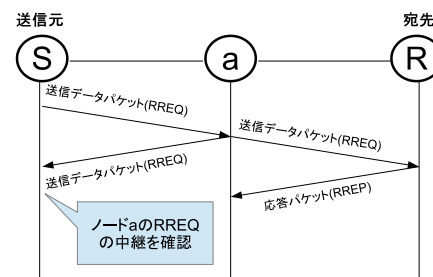 送信元
宛先
S
a
R
送信データパケット(RREQ)
送信データパケット(RREQ)
送信データパケット(RREQ)
応答パケット(RREP)
ノードaのRREQ
の中継を確認